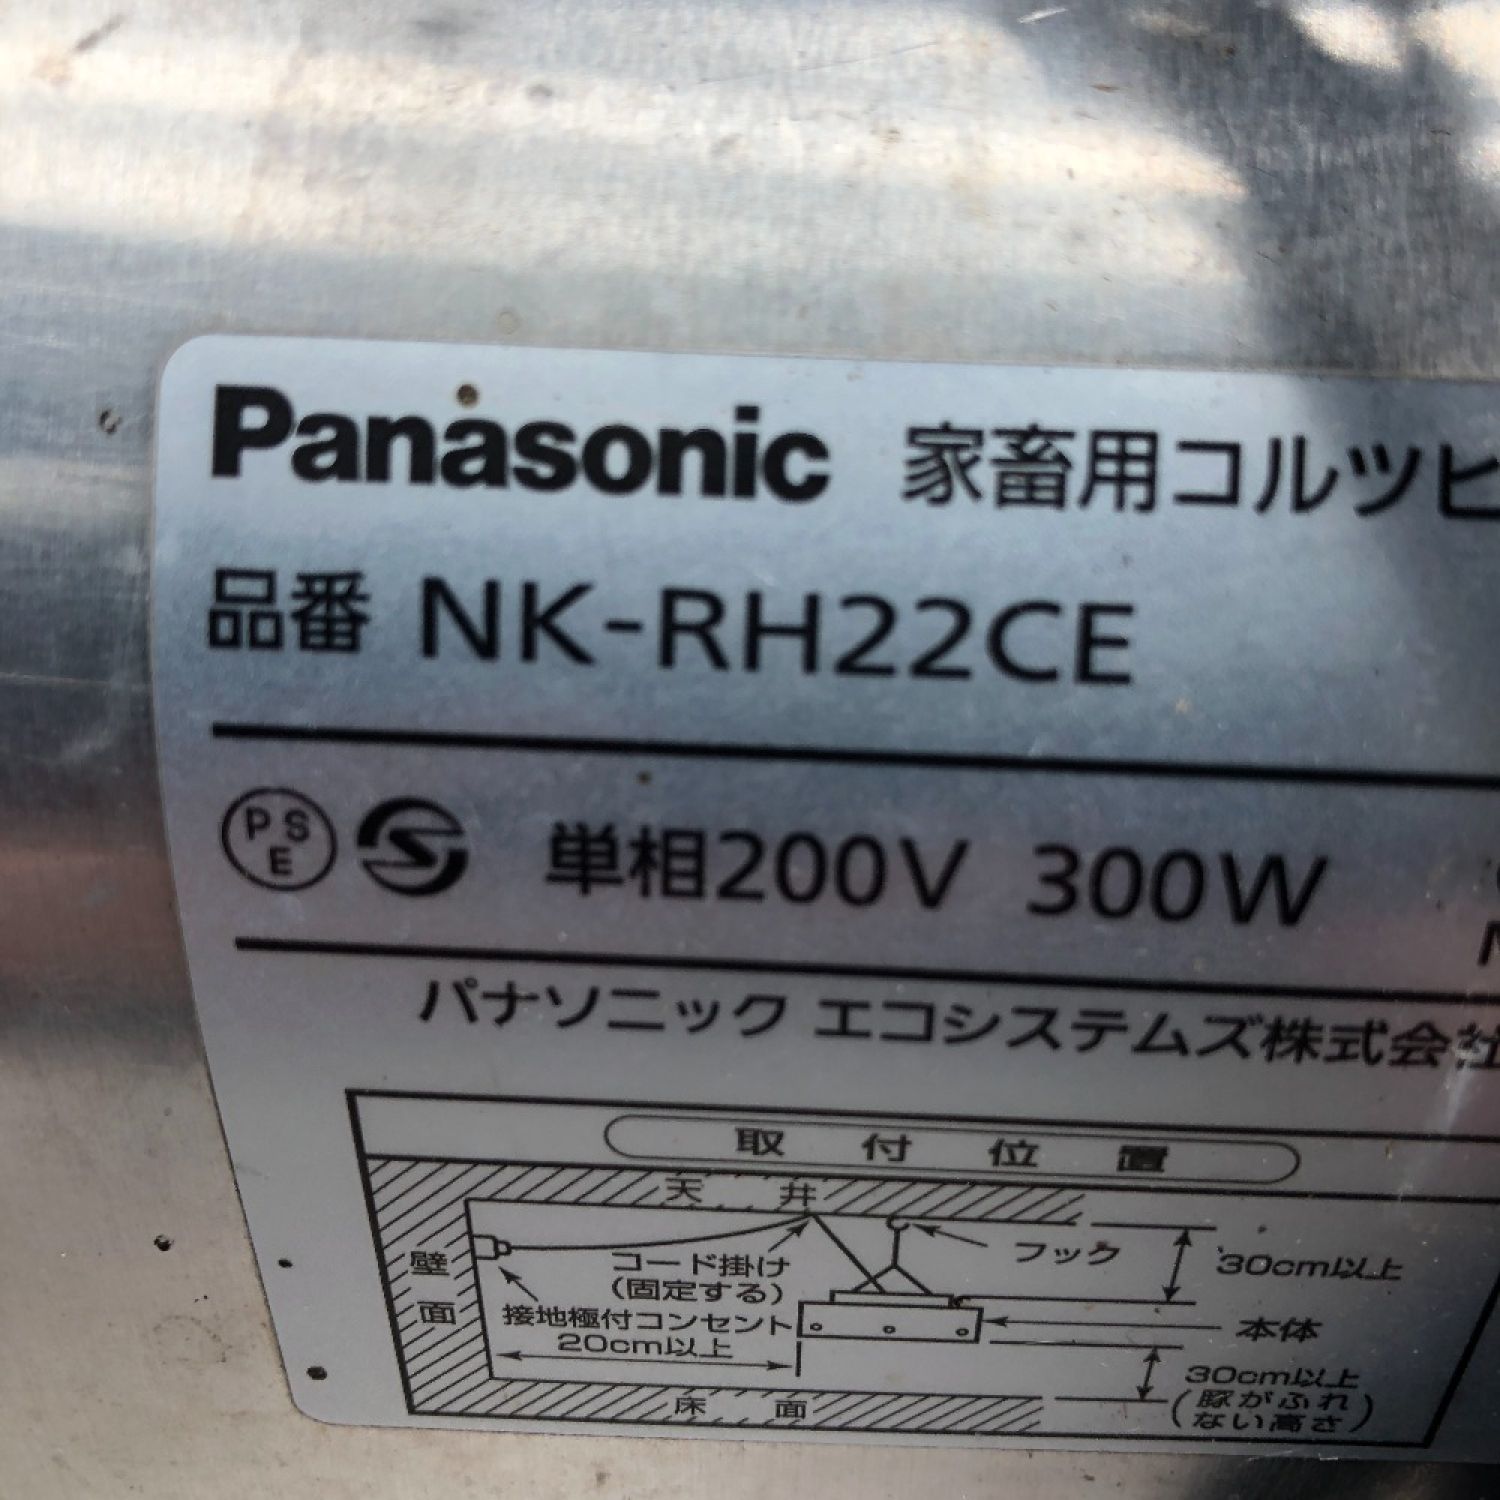 Panasonic 家畜用コルツヒ
品番 NK-RH22CE
PSE 単相200V 300W
パナソニック エコシステムズ株式会社
取付位置
天井
壁面
コード掛け
(固定する)
フック
30cm以上
接地極付コンセント
20cm以上
本体
30cm以上
(豚がふれ
ない高さ)
床面